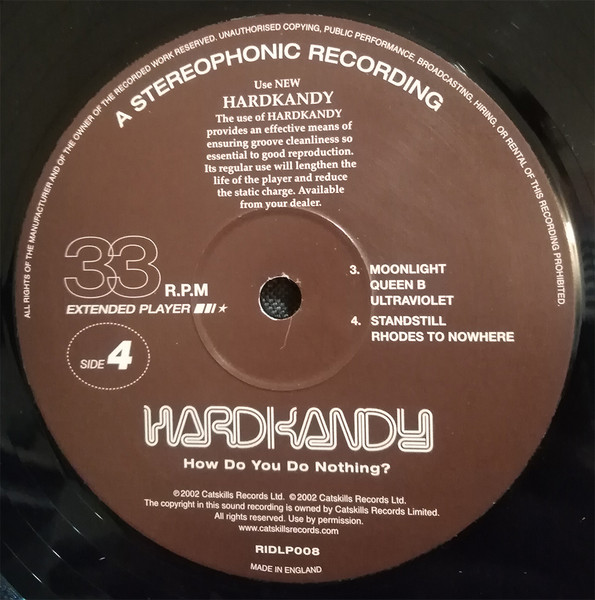 ALL RIGHTS OF THE MANUFACTURER AND OF THE OWNER OF THE RECORDED WORK RESERVED. UNAUTHORISED COPYING, PUBLIC PERFORMANCE, BROADCASTING, HIRING, OR RENTAL OF THIS RECORDING PROHIBITED.
A STEREOPHONIC RECORDING
Use NEW
HARDKANDY
The use of HARDKANDY
provides an effective means of
ensuring groove cleanliness so
essential to good reproduction.
Its regular use will lengthen the
life of the player and reduce
the static charge. Available
from your dealer.
33 R.P.M
EXTENDED PLAYER
SIDE 4
3. MOONLIGHT
QUEEN B
ULTRAVIOLET
4. STANDSTILL
RHODES TO NOWHERE
HARDKANDY
How Do You Do Nothing?
℗ 2002 Catskills Records Ltd. © 2002 Catskills Records Ltd.
The copyright in this sound recording is owned by Catskills Records Limited.
All rights reserved. Use by permission.
www.catskillsrecords.com
RIDLP008
MADE IN ENGLAND